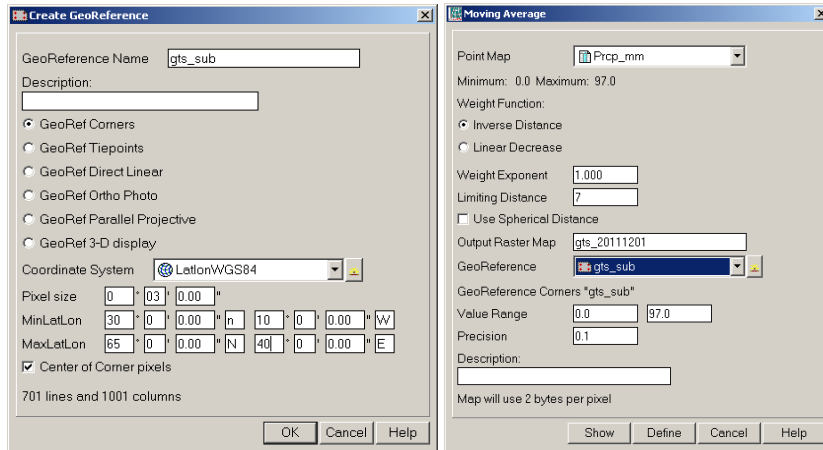 Create GeoReference
GeoReference Name gts_sub
Description:
GeoRef Corners
GeoRef Tiepoints
GeoRef Direct Linear
GeoRef Ortho Photo
GeoRef Parallel Projective
GeoRef 3-D display
Coordinate System LatlonWGS84
Pixel size 0 ° 03 ' 0.00 "
MinLatLon 30 ° 0 ' 0.00 " n 10 ° 0 ' 0.00 " W
MaxLatLon 65 ° 0 ' 0.00 " N 40 ° 0 ' 0.00 " E
Center of Corner pixels
701 lines and 1001 columns
OK Cancel Help
Moving Average
Point Map Prcp_mm
Minimum: 0.0 Maximum: 97.0
Weight Function:
Inverse Distance
Linear Decrease
Weight Exponent 1.000
Limiting Distance 7
Use Spherical Distance
Output Raster Map gts_20111201
GeoReference gts_sub
GeoReference Corners "gts_sub"
Value Range 0.0 97.0
Precision 0.1
Description:
Map will use 2 bytes per pixel
Show Define Cancel Help